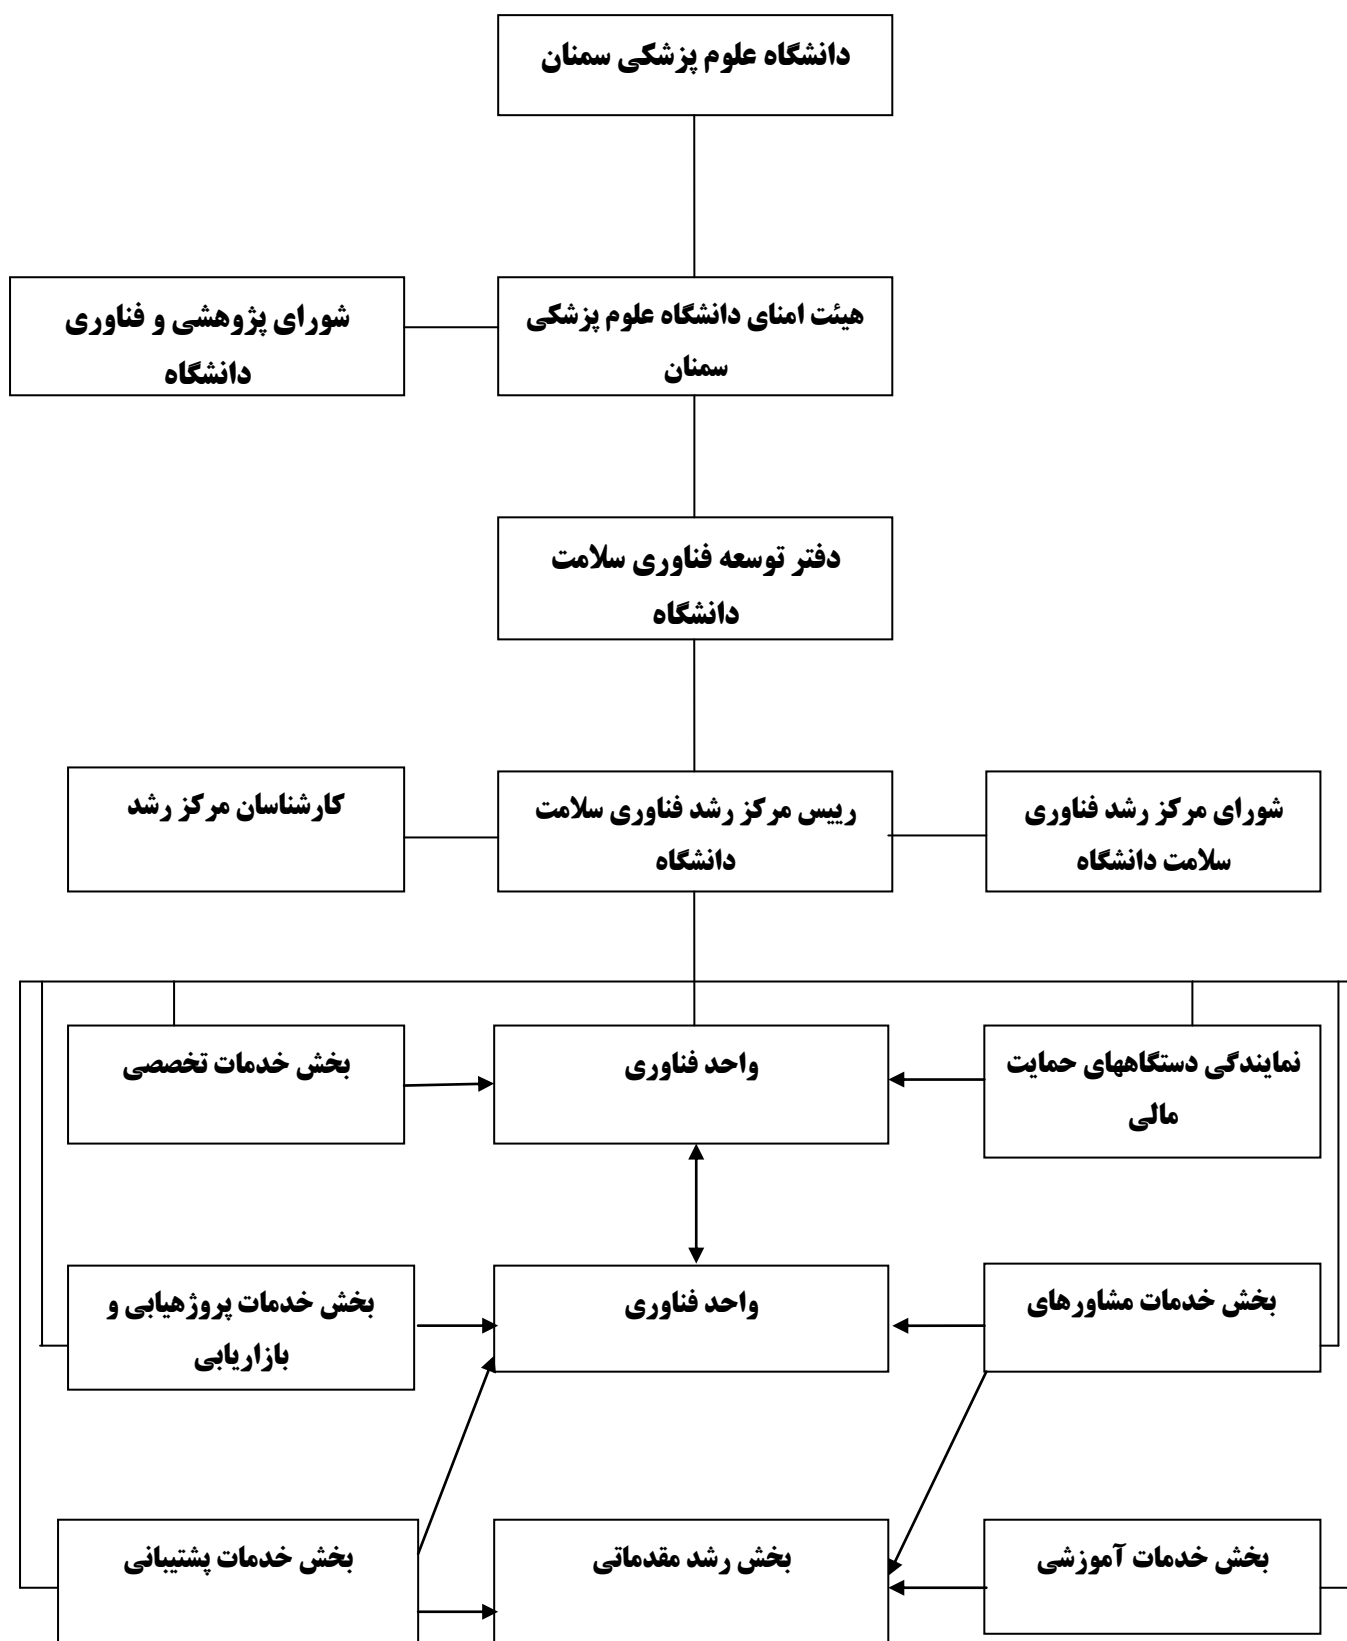 دانشگاه علوم پزشکی سمنان
هیئت امنای دانشگاه علوم پزشکی
سمنان
شورای پژوهشی و فناوری
دانشگاه
دفتر توسعه فناوری سلامت
دانشگاه
شورای مرکز رشد فناوری
سلامت دانشگاه
رییس مرکز رشد فناوری سلامت
دانشگاه
کارشناسان مرکز رشد
نمایندگی دستگاههای حمایت
مالی
واحد فناوری
بخش خدمات تخصصی
بخش خدمات مشاورهای
واحد فناوری
بخش خدمات پروژهیابی و
بازاریابی
بخش خدمات آموزشی
بخش رشد مقدماتی
بخش خدمات پشتیبانی